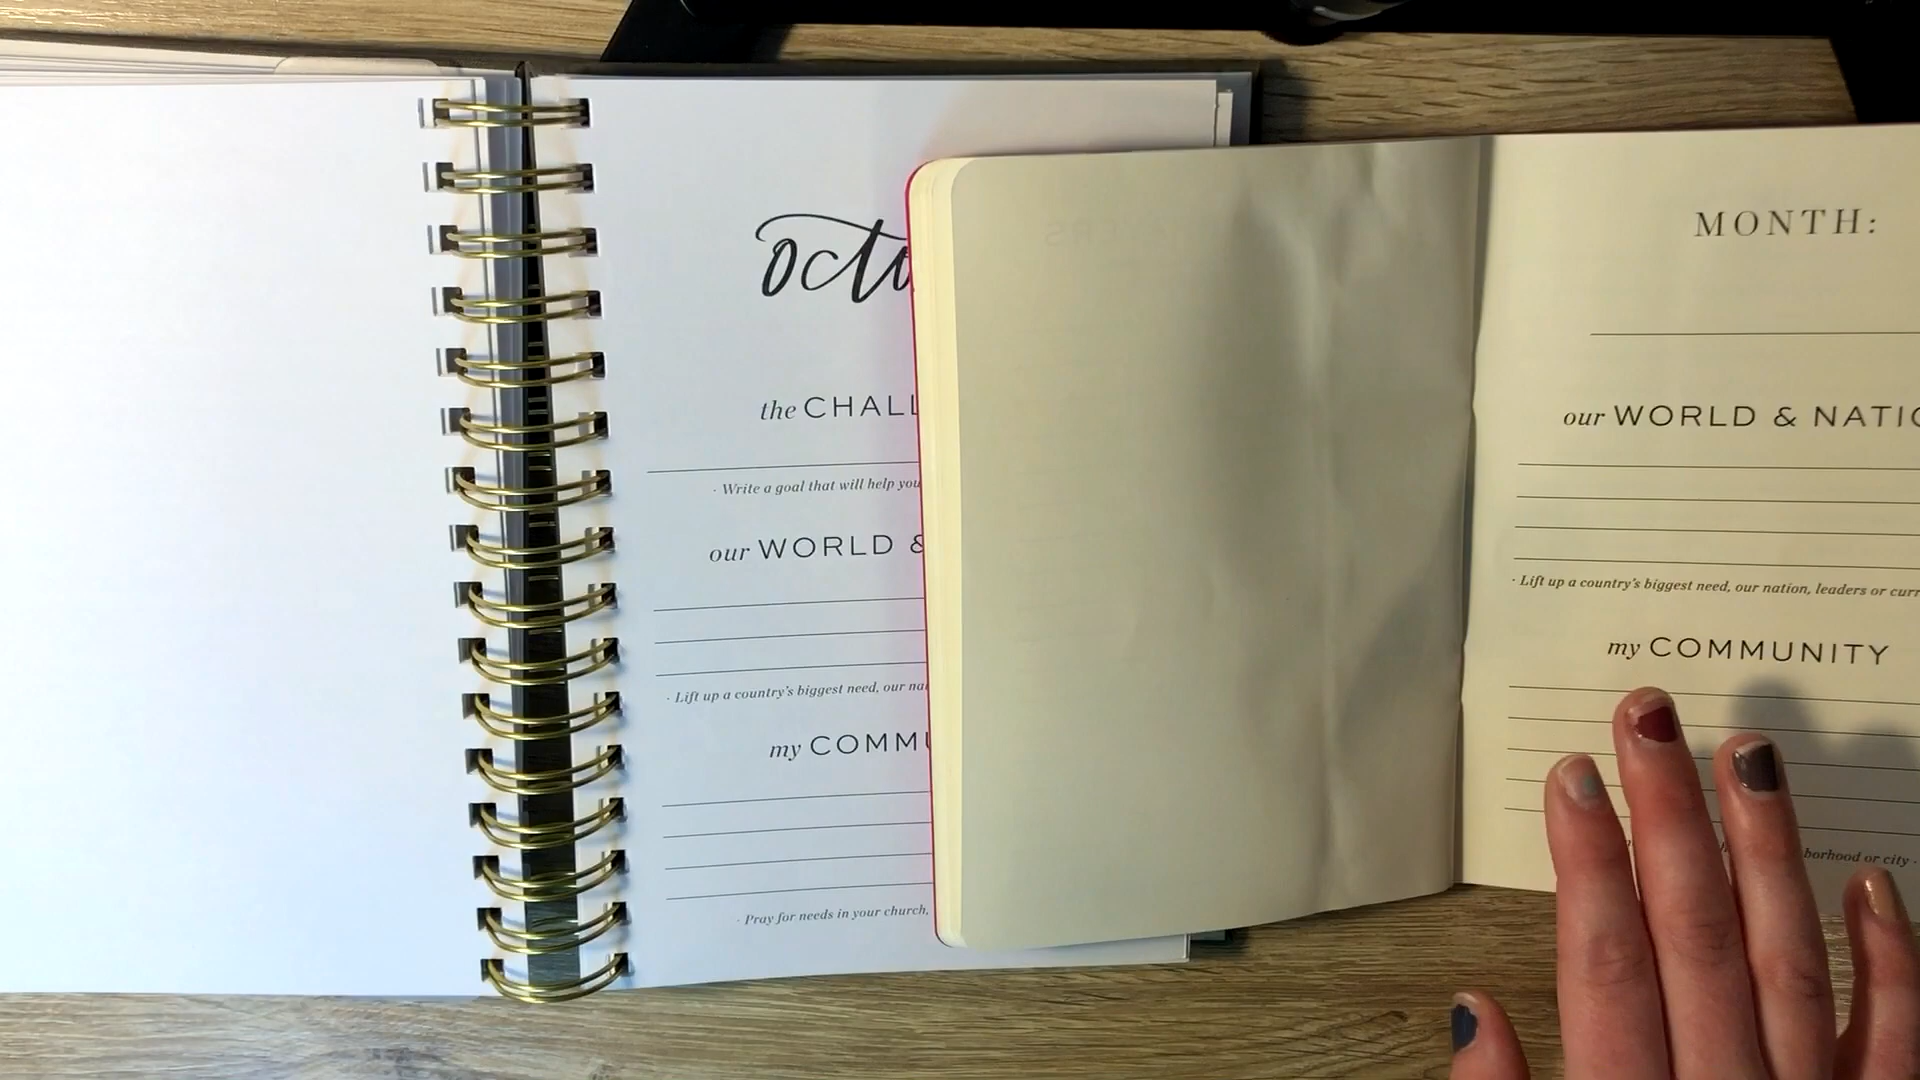 octo
the CHALL
· Write a goal that will help you
our WORLD &
· Lift up a country's biggest need, our nat
my COMMU
· Pray for needs in your church,
MONTH:
our WORLD & NATIO
· Lift up a country's biggest need, our nation, leaders or curr
my COMMUNITY
borhood or city ·